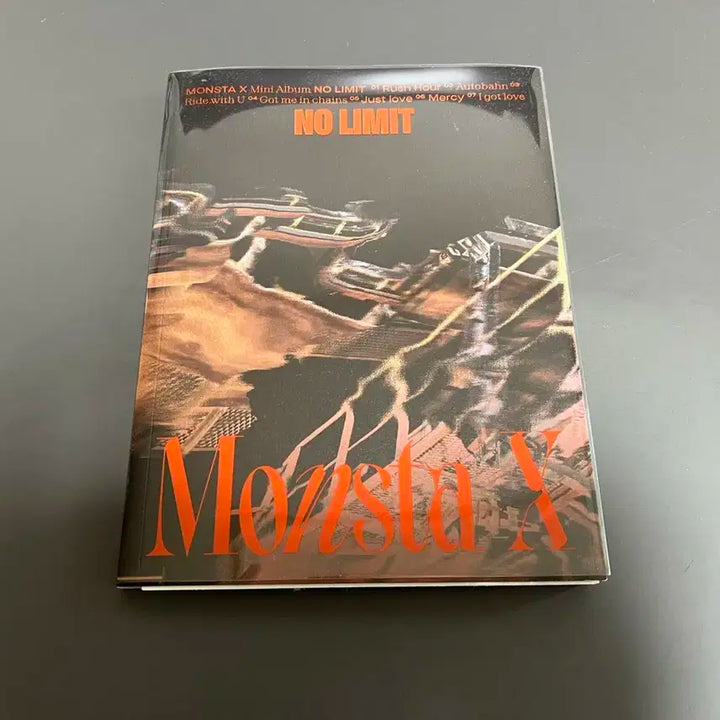 MONSTA X Mini Album NO LIMIT 01 Rush Hour 02 Autobahn 03
Ride with U 04 Got me in chains 05 Just love 06 Mercy 07 I got love
NO LIMIT
Monsta X